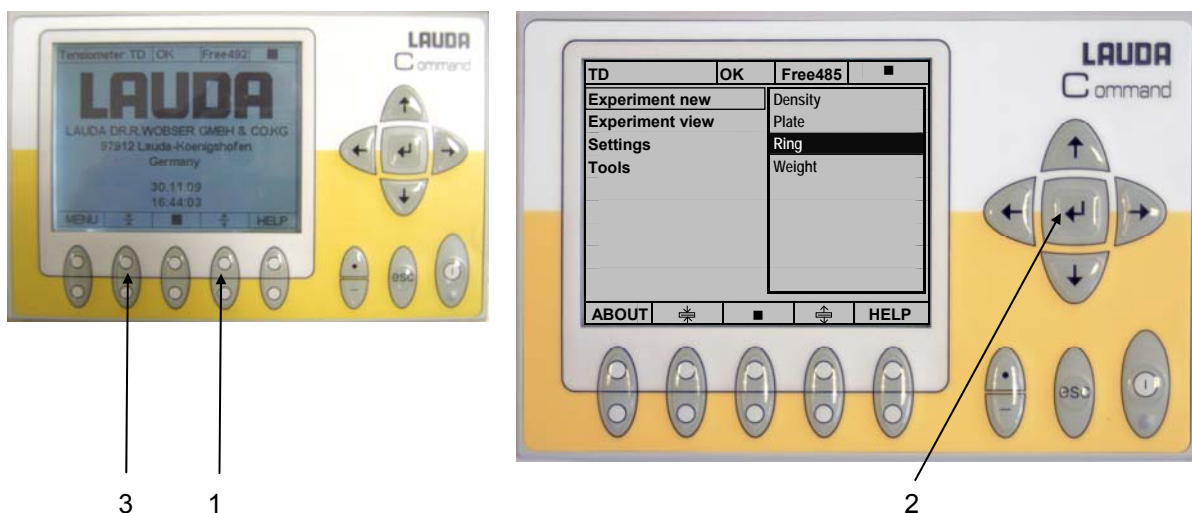 Tensiometer TD OK Free492 ■
LAUDA
LAUDA DR.R.WOBSER GMBH & CO.KG
97912 Lauda-Koenigshofen
Germany
30.11.09
16:44:03
MENU ■ HELP
LAUDA
Command
esc
3 1
TD OK Free485 ■
Experiment new Density
Experiment view Plate
Settings Ring
Tools Weight
ABOUT ■ HELP
LAUDA
Command
esc
2